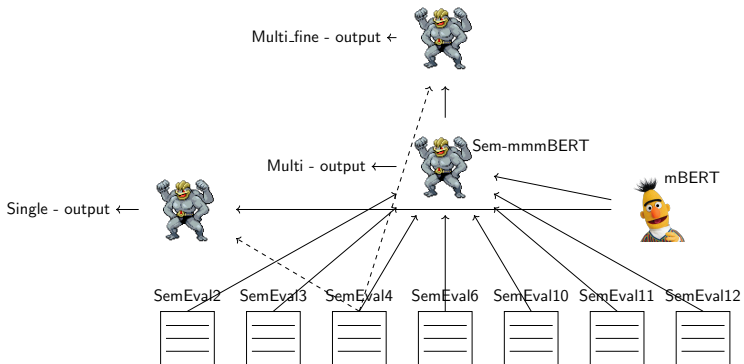 Multi_fine - output
Sem-mmmBERT
Multi - output
mBERT
Single - output
SemEval2
SemEval3
SemEval4
SemEval6
SemEval10
SemEval11
SemEval12